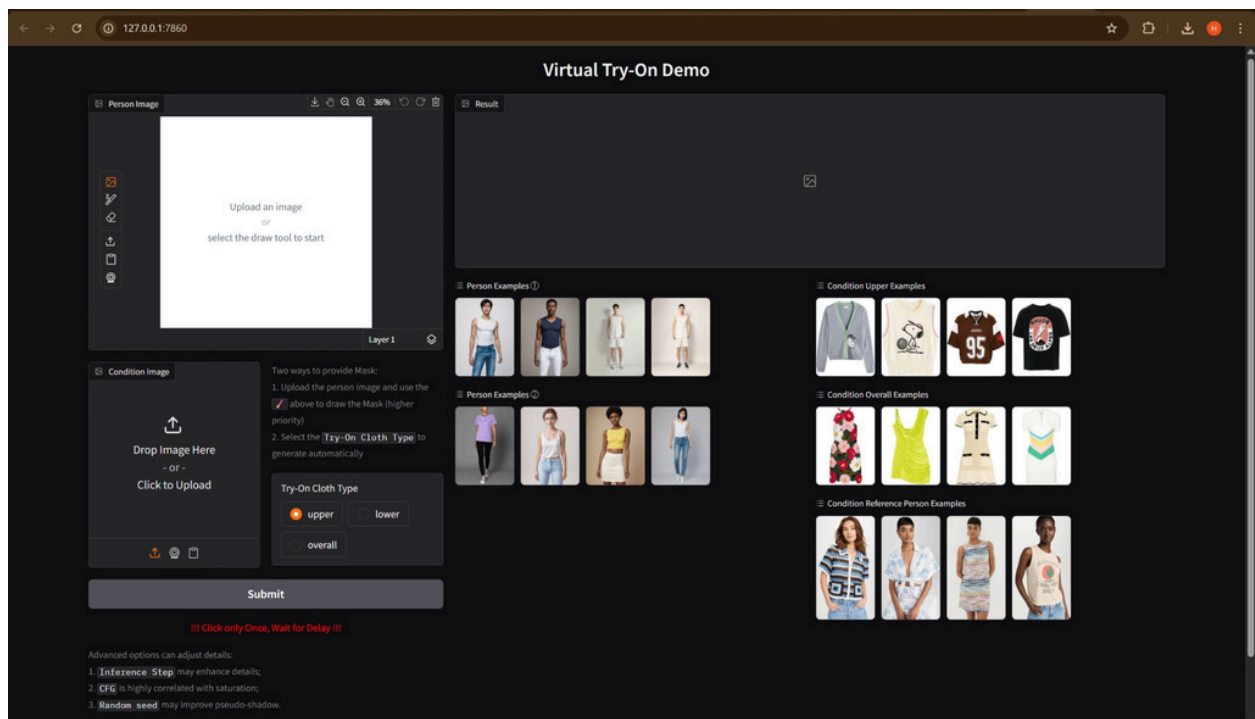 127.0.0.1:7860
H
Virtual Try-On Demo
Person Image
36%
Upload an image
or
select the draw tool to start
Layer 1
Result
Condition Image
Drop Image Here
- or -
Click to Upload
Two ways to provide Mask:
1. Upload the person image and use the
above to draw the Mask (higher
priority)
2. Select the Try-On Cloth Type to
generate automatically
Try-On Cloth Type
upper
lower
overall
Submit
!!! Click only Once, Wait for Delay !!!
Advanced options can adjust details:
1. Inference Step may enhance details;
2. CFG is highly correlated with saturation;
3. Random seed may improve pseudo-shadow.
Person Examples ①
Person Examples ②
Condition Upper Examples
95
Condition Overall Examples
Condition Reference Person Examples